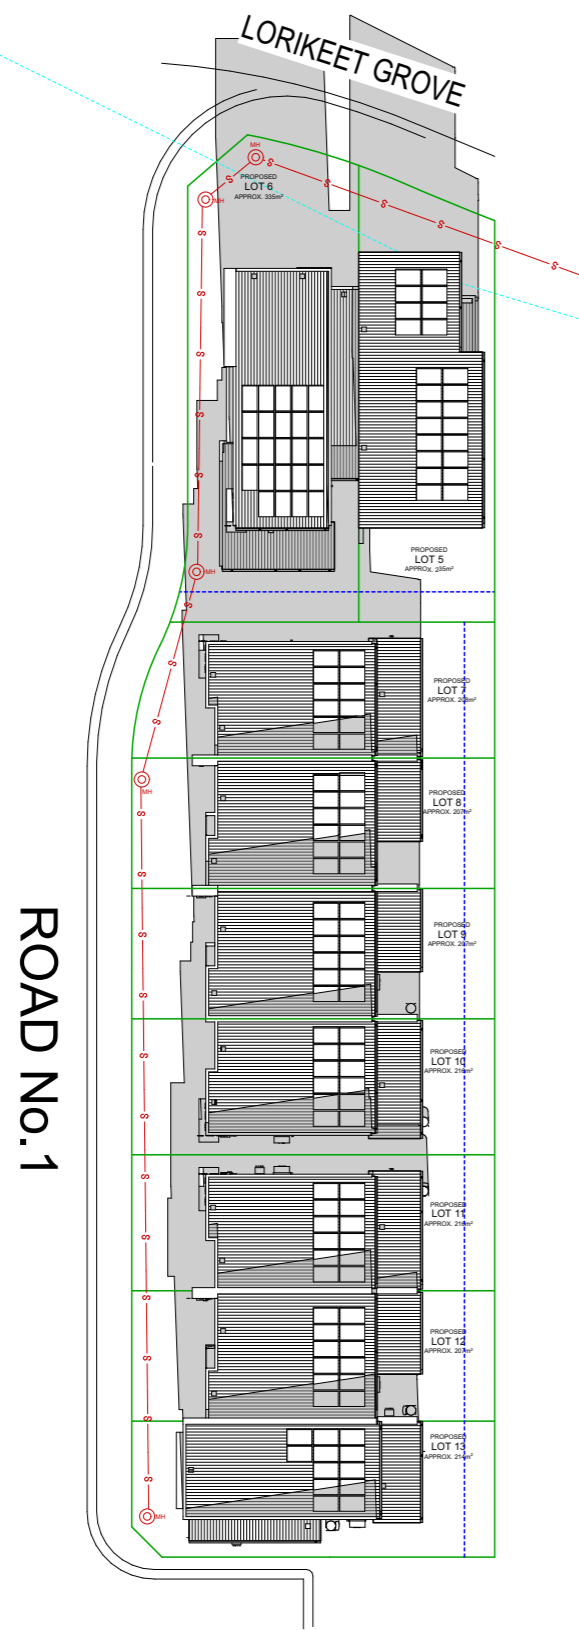 LORIKEET GROVE
MH
PROPOSED
LOT 6
APPROX. 335m²
MH
S
S
S
S
S
S
S
S
S
S
S
PROPOSED
LOT 5
APPROX. 235m²
MH
S
S
PROPOSED
LOT 7
MH
S
PROPOSED
LOT 8
APPROX. 207m²
S
PROPOSED
LOT 9
APPROX. 207m²
ROAD No.1
S
S
PROPOSED
LOT 10
APPROX. 216m²
S
S
PROPOSED
LOT 11
APPROX. 216m²
S
PROPOSED
LOT 12
APPROX. 207m²
S
PROPOSED
LOT 13
APPROX. 214m²
S
MH